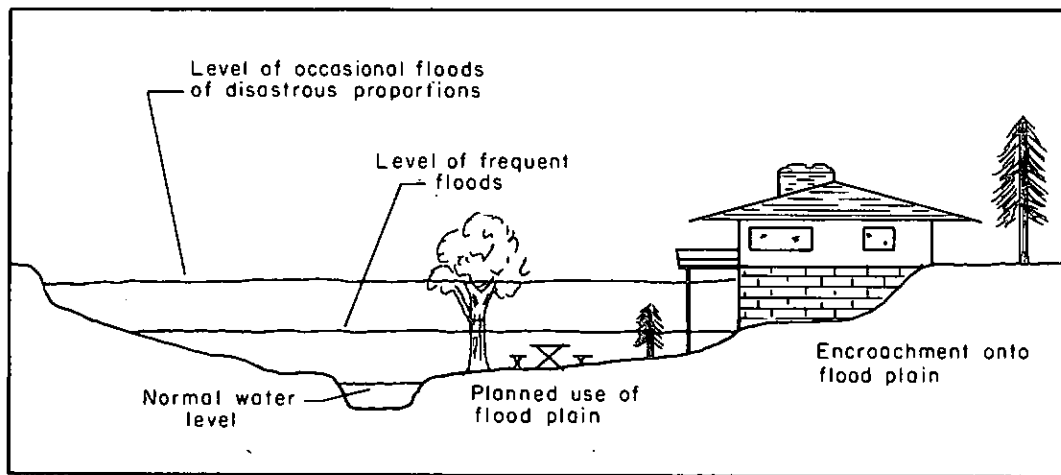 Level of occasional floods
of disastrous proportions
Level of frequent
floods
Normal water
level
Planned use of
flood plain
Encroachment onto
flood plain